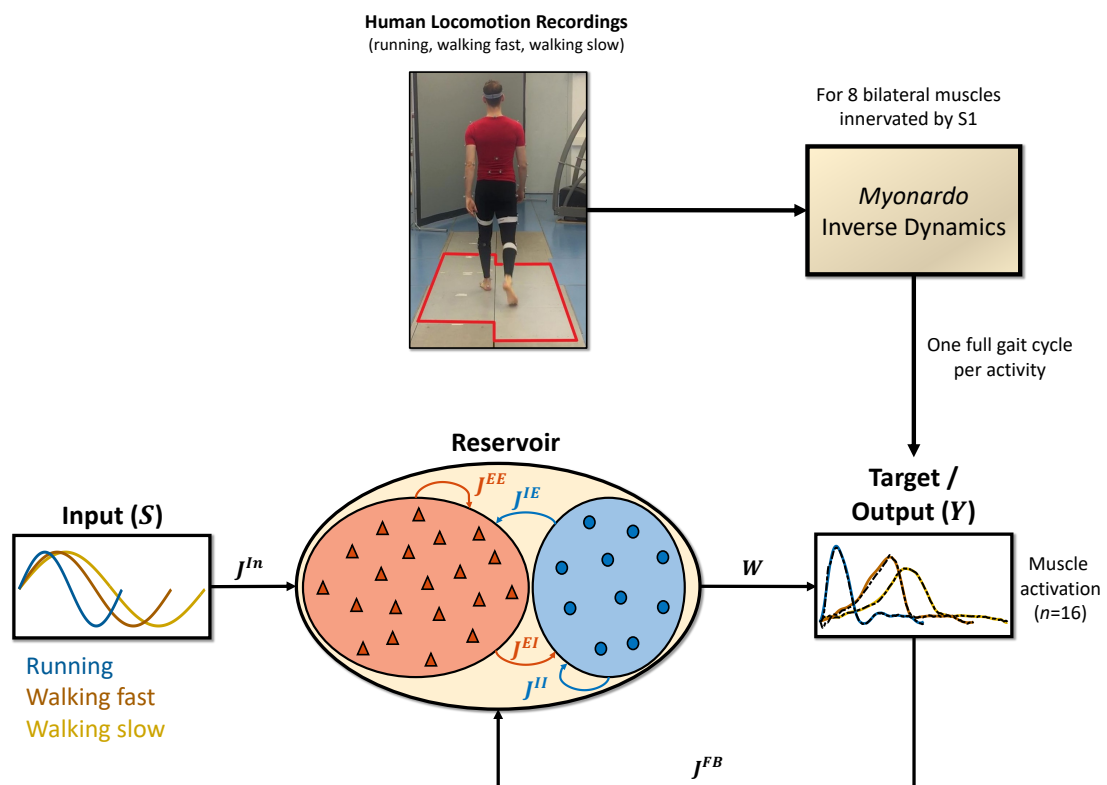 Human Locomotion Recordings
(running, walking fast, walking slow)
For 8 bilateral muscles
innervated by S1
Myonardo
Inverse Dynamics
One full gait cycle
per activity
Reservoir
Target /
Output (Y)
Input (S)
J^{EE}
J^{IE}
J^{In}
W
Muscle
activation
(n=16)
J^{EI}
J^{II}
Running
Walking fast
Walking slow
J^{FB}